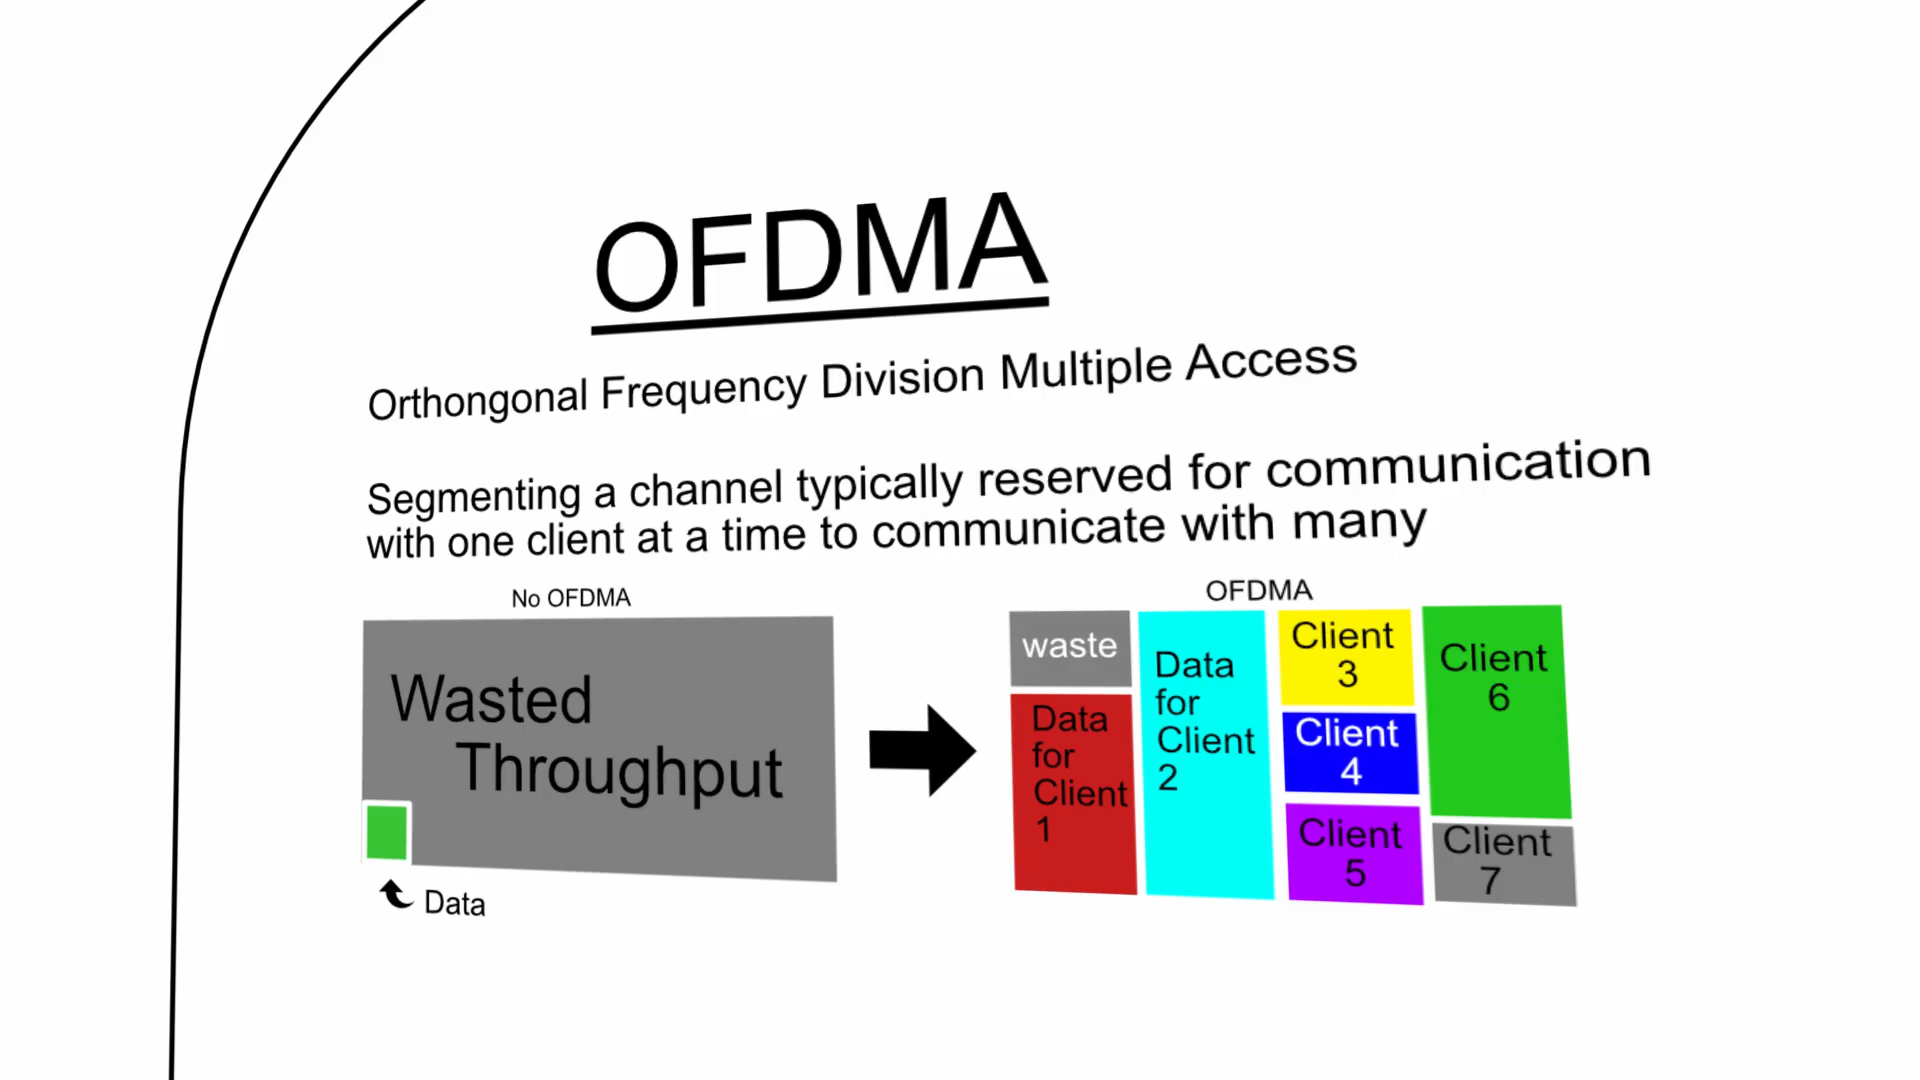 OFDMA
Orthongonal Frequency Division Multiple Access
Segmenting a channel typically reserved for communication
with one client at a time to communicate with many
No OFDMA
Wasted
Throughput
Data
OFDMA
waste
Data
for
Client
1
Data
for
Client
2
Client
3
Client
4
Client
5
Client
6
Client
7